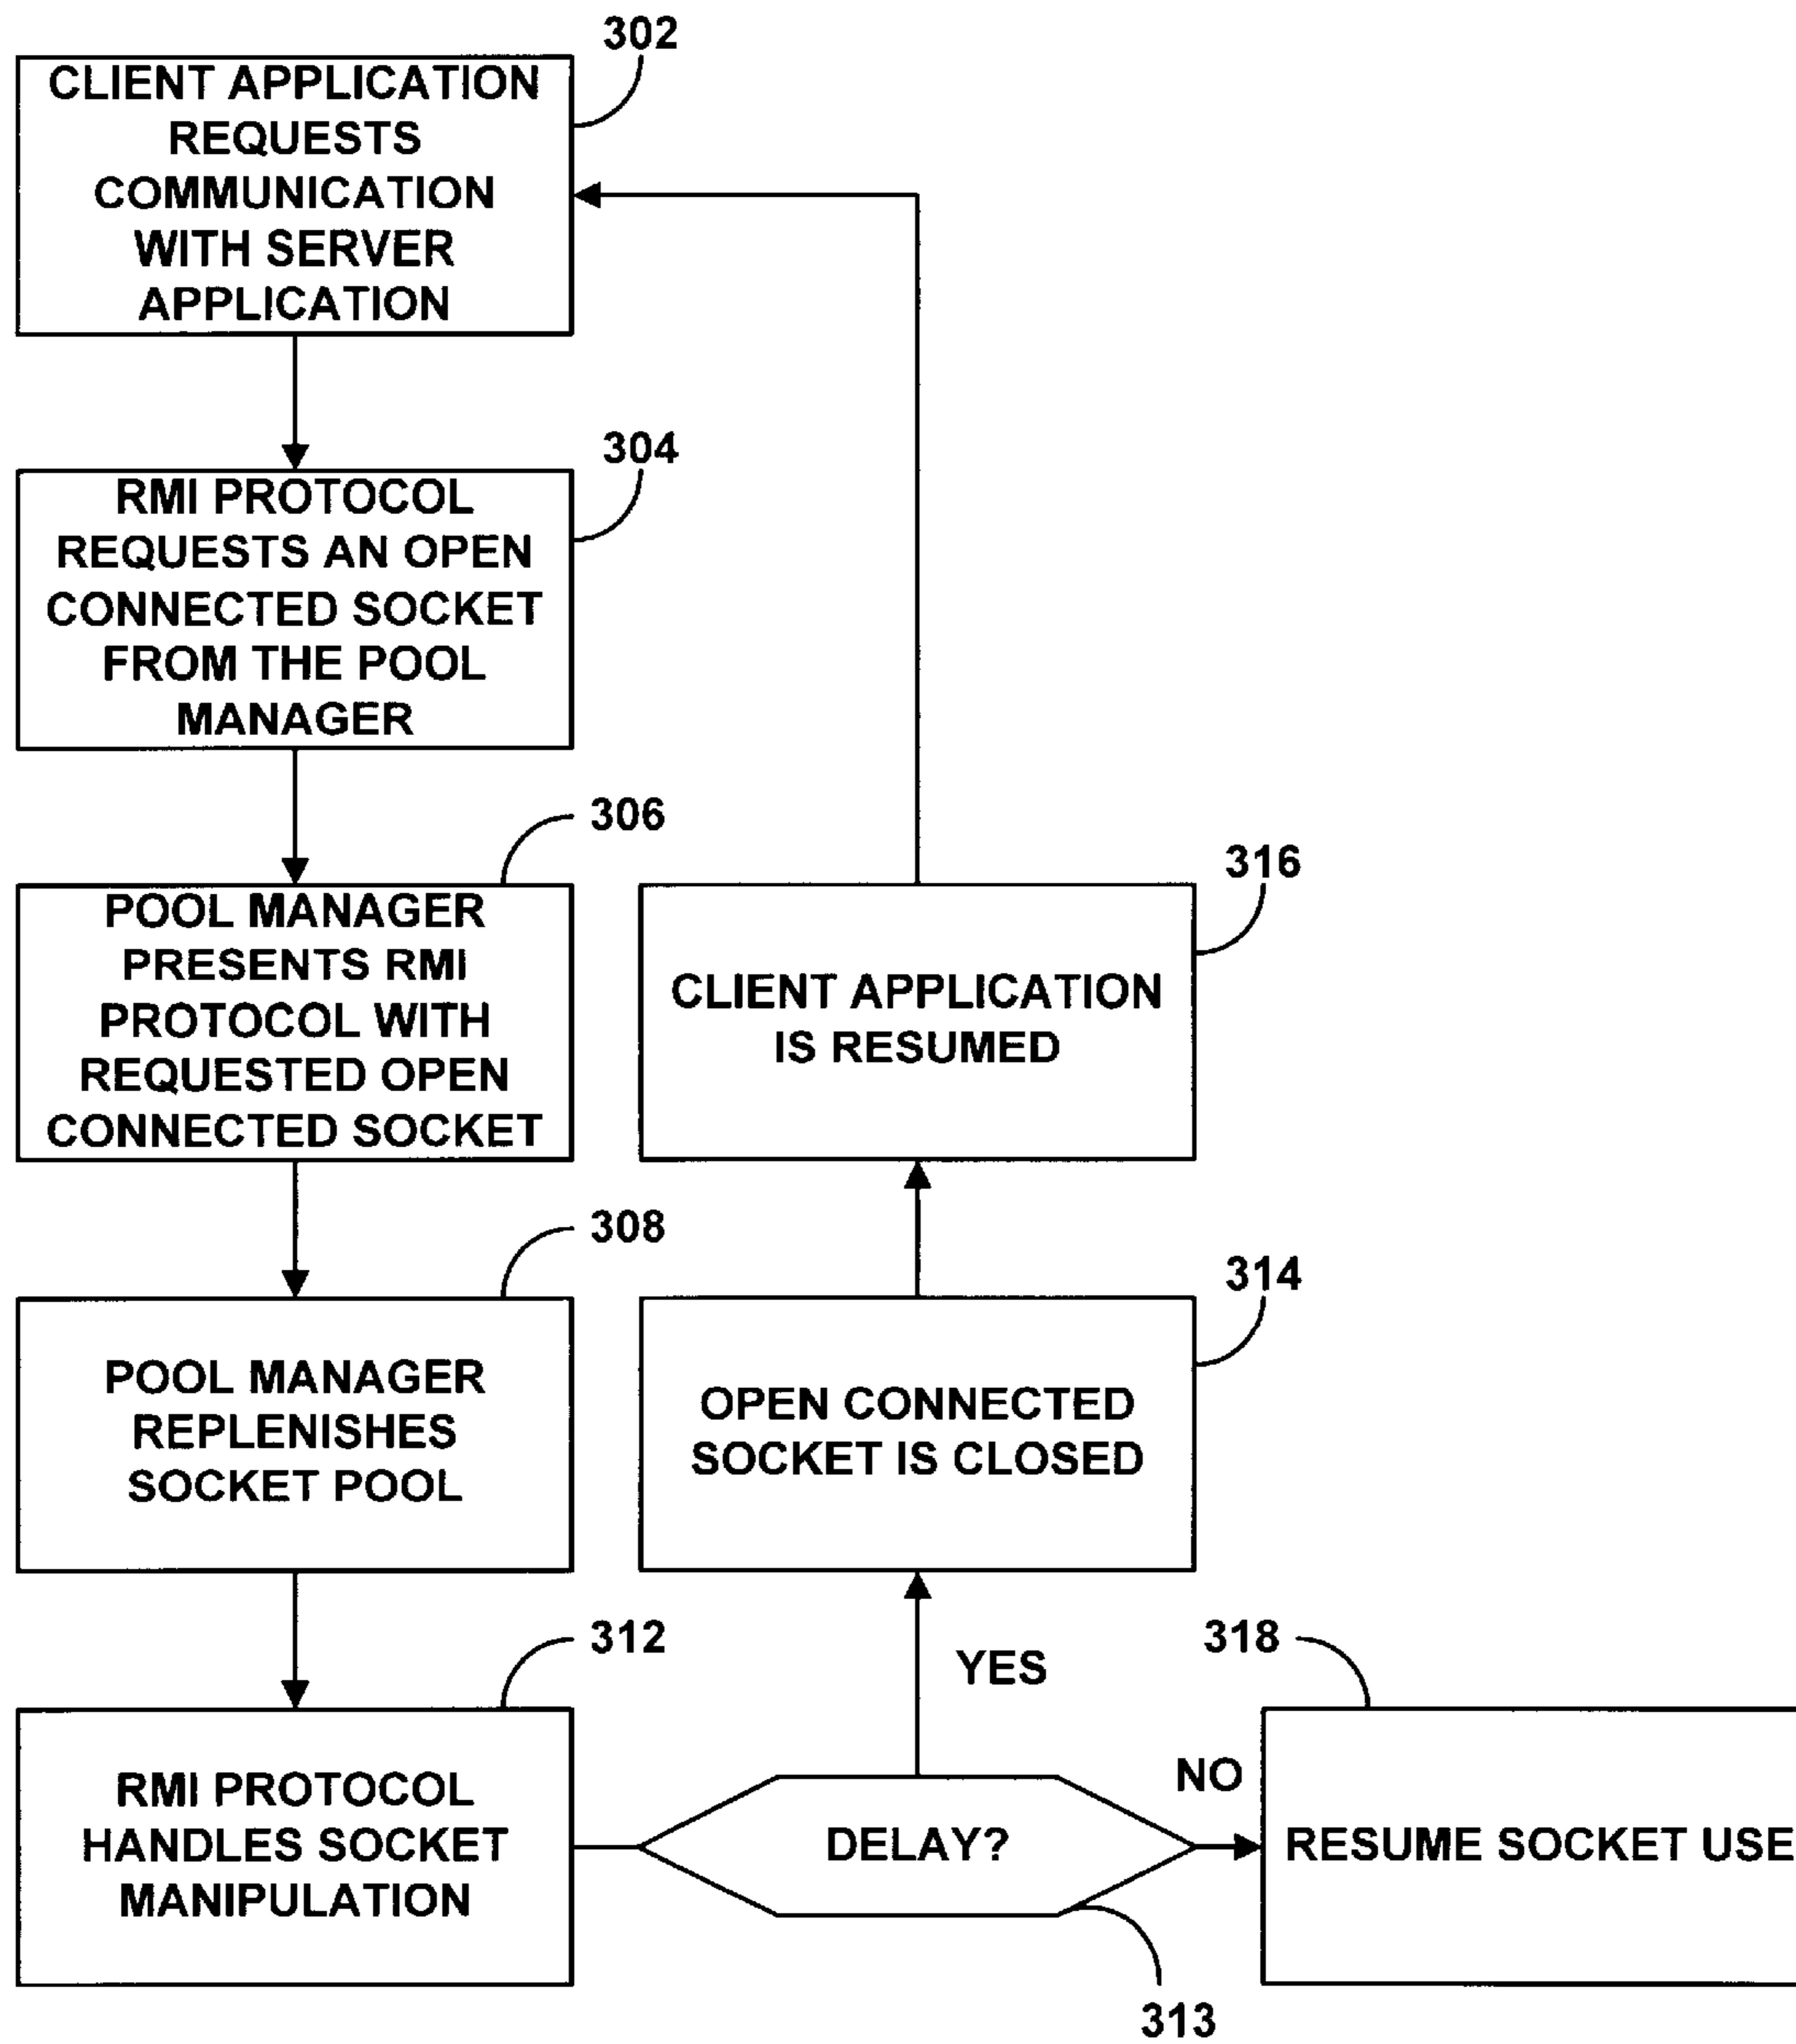 302
CLIENT APPLICATION
REQUESTS
COMMUNICATION
WITH SERVER
APPLICATION
304
RMI PROTOCOL
REQUESTS AN OPEN
CONNECTED SOCKET
FROM THE POOL
MANAGER
306
POOL MANAGER
PRESENTS RMI
PROTOCOL WITH
REQUESTED OPEN
CONNECTED SOCKET
316
CLIENT APPLICATION
IS RESUMED
308
POOL MANAGER
REPLENISHES
SOCKET POOL
314
OPEN CONNECTED
SOCKET IS CLOSED
312
RMI PROTOCOL
HANDLES SOCKET
MANIPULATION
YES
DELAY?
313
NO
318
RESUME SOCKET USE